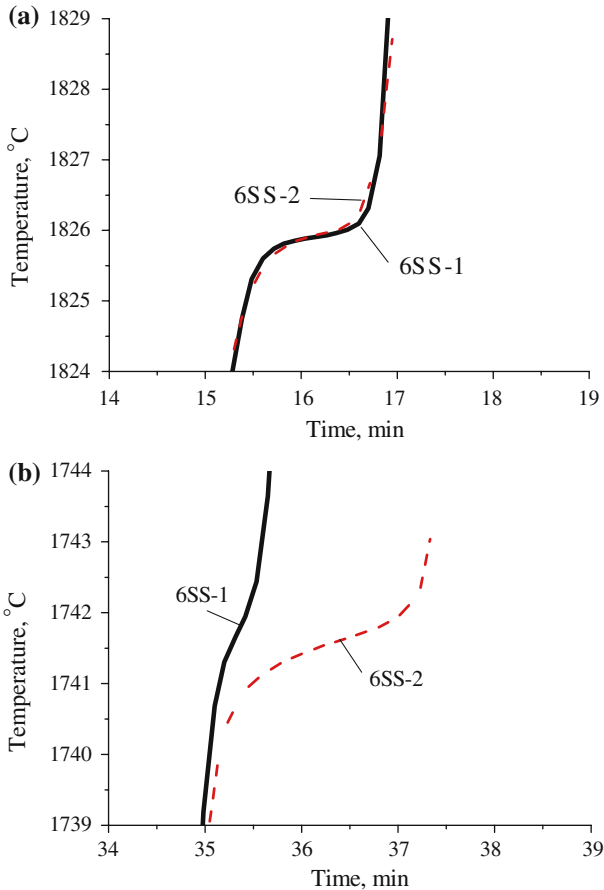 (a)
1829
1828
1827
1826
1825
1824
Temperature, °C
6SS-2
6SS-1
14 15 16 17 18 19
Time, min
(b)
1744
1743
1742
1741
1740
1739
Temperature, °C
6SS-1
6SS-2
34 35 36 37 38 39
Time, min